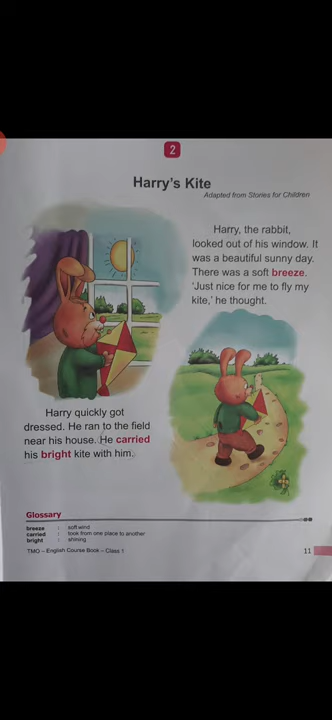 2
Harry's Kite
Adapted from Stories for Children
Harry, the rabbit,
looked out of his window. It
was a beautiful sunny day.
There was a soft breeze.
'Just nice for me to fly my
kite,' he thought.
Harry quickly got
dressed. He ran to the field
near his house. He carried
his bright kite with him.
Glossary
breeze : soft wind
carried : took from one place to another
bright : shining
TMO – English Course Book – Class 1
11